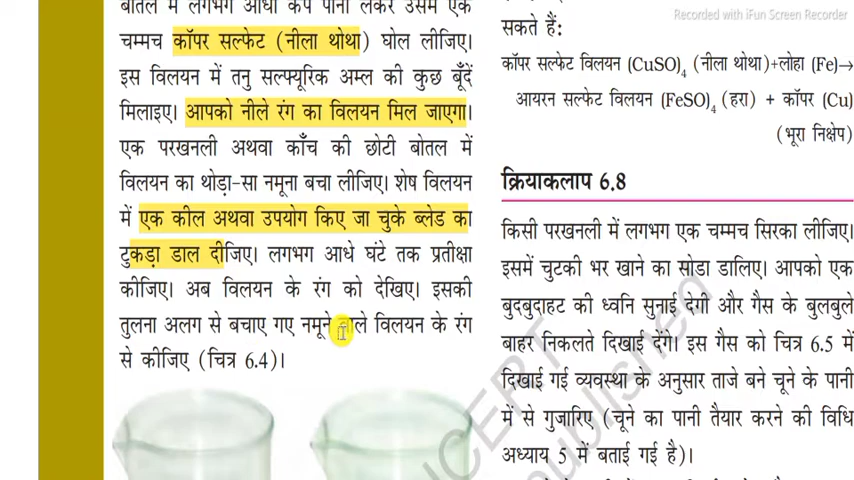 बोतल में लगभग आधा कप पानी लेकर उसमें एक
चम्मच कॉपर सल्फेट (नीला थोथा) घोल लीजिए।
इस विलयन में तनु सल्फ्यूरिक अम्ल की कुछ बूँदें
मिलाइए। आपको नीले रंग का विलयन मिल जाएगा।
एक परखनली अथवा काँच की छोटी बोतल में
विलयन का थोड़ा-सा नमूना बचा लीजिए। शेष विलयन
में एक कील अथवा उपयोग किए जा चुके ब्लेड का
टुकड़ा डाल दीजिए। लगभग आधे घंटे तक प्रतीक्षा
कीजिए। अब विलयन के रंग को देखिए। इसकी
तुलना अलग से बचाए गए नमूने वाले विलयन के रंग
से कीजिए (चित्र 6.4)।
Recorded with iFun Screen Recorder
सकते हैं:
कॉपर सल्फेट विलयन (CuSO)4 (नीला थोथा)+लोहा (Fe)→
आयरन सल्फेट विलयन (FeSO)4 (हरा) + कॉपर (Cu)
(भूरा निक्षेप)
क्रियाकलाप 6.8
किसी परखनली में लगभग एक चम्मच सिरका लीजिए।
इसमें चुटकी भर खाने का सोडा डालिए। आपको एक
बुदबुदाहट की ध्वनि सुनाई देगी और गैस के बुलबुले
बाहर निकलते दिखाई देंगे। इस गैस को चित्र 6.5 में
दिखाई गई व्यवस्था के अनुसार ताजे बने चूने के पानी
में से गुजारिए (चूने का पानी तैयार करने की विधि
अध्याय 5 में बताई गई है)।